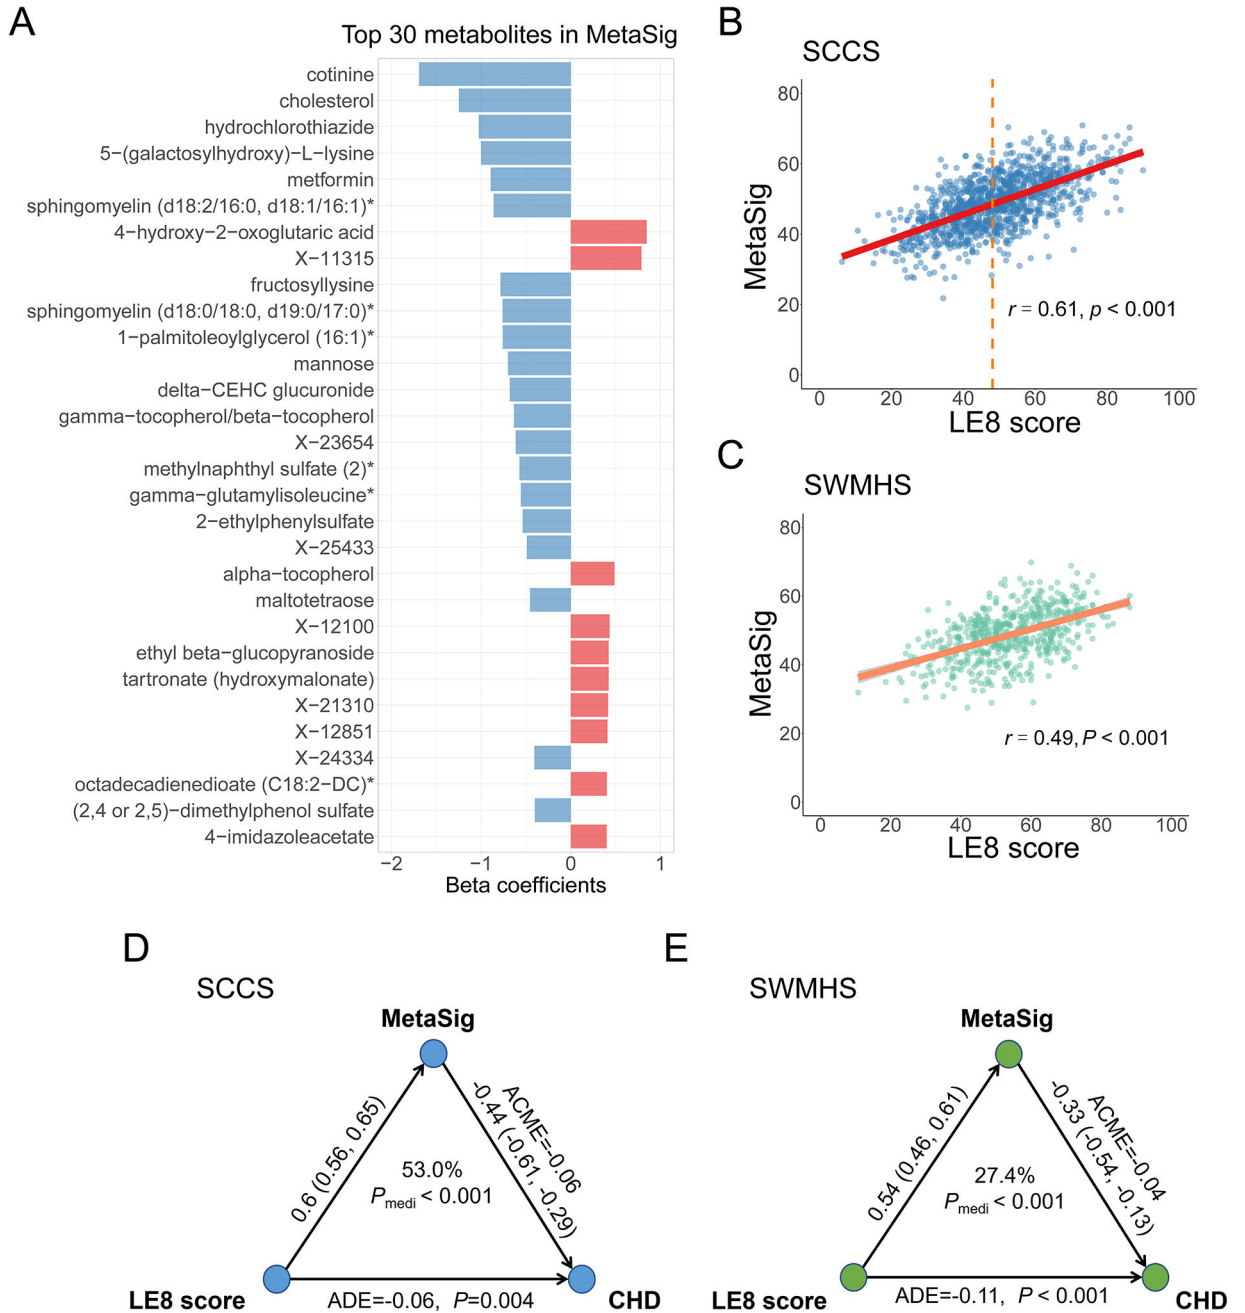 A
Top 30 metabolites in MetaSig
cotinine
cholesterol
hydrochlorothiazide
5−(galactosylhydroxy)−L−lysine
metformin
sphingomyelin (d18:2/16:0, d18:1/16:1)*
4-hydroxy−2−oxoglutaric acid
X−11315
fructosyllysine
sphingomyelin (d18:0/18:0, d19:0/17:0)*
1−palmitoleoylglycerol (16:1)*
mannose
delta−CEHC glucuronide
gamma−tocopherol/beta−tocopherol
X−23654
methylnaphthyl sulfate (2)*
gamma−glutamylisoleucine*
2−ethylphenylsulfate
X−25433
alpha−tocopherol
maltotetraose
X−12100
ethyl beta−glucopyranoside
tartronate (hydroxymalonate)
X−21310
X−12851
X−24334
octadecadienedioate (C18:2−DC)*
(2,4 or 2,5)−dimethylphenol sulfate
4−imidazoleacetate
−2 −1 0 1
Beta coefficients
B
SCCS
MetaSig
80
60
40
20
0
r = 0.61, p < 0.001
0 20 40 60 80 100
LE8 score
C
SWMHS
MetaSig
80
60
40
20
0
r = 0.49, P < 0.001
0 20 40 60 80 100
LE8 score
D
SCCS
MetaSig
0.6 (0.56, 0.65)
ACME=-0.06
-0.44 (-0.61, -0.29)
53.0%
Pmedi < 0.001
LE8 score
ADE=-0.06, P=0.004
CHD
E
SWMHS
MetaSig
0.54 (0.46, 0.61)
ACME=-0.04
-0.33 (-0.54, -0.13)
27.4%
Pmedi < 0.001
LE8 score
ADE=-0.11, P < 0.001
CHD